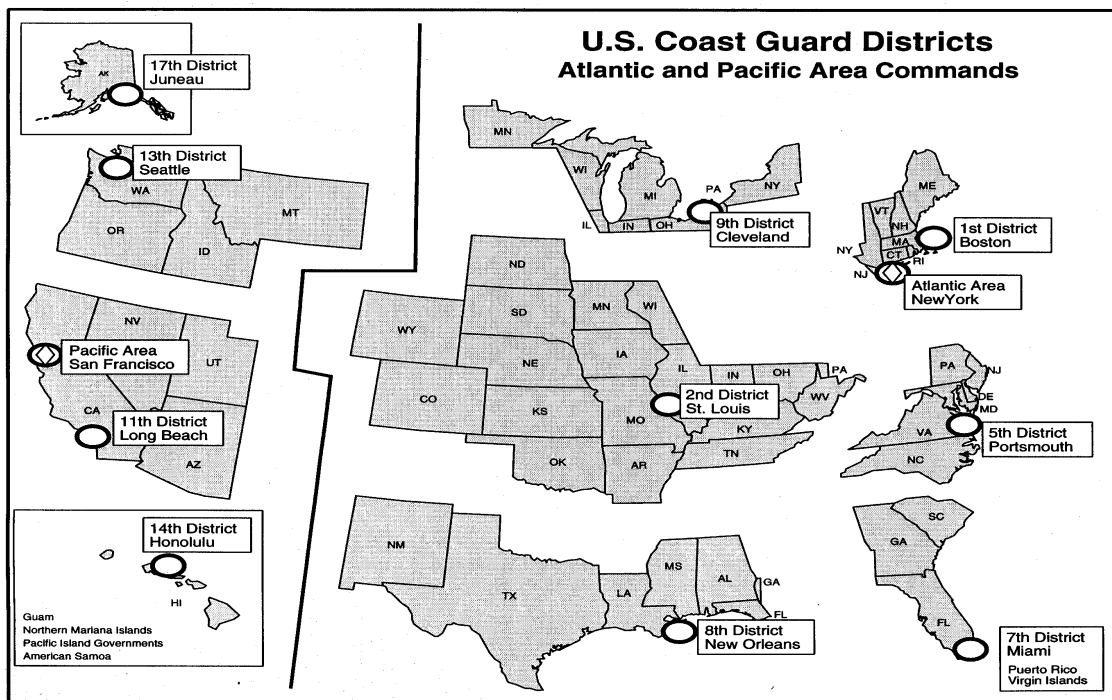 U.S. Coast Guard Districts
Atlantic and Pacific Area Commands
AK
17th District
Juneau
13th District
Seattle
WA
MT
OR
ID
NV
Pacific Area
San Francisco
UT
CA
11th District
Long Beach
AZ
14th District
Honolulu
HI
Guam
Northern Mariana Islands
Pacific Island Governments
American Samoa
MN
WI
MI
PA
NY
IL
IN
OH
9th District
Cleveland
ME
VT
NH
MA
NY
CT
RI
NJ
1st District
Boston
Atlantic Area
NewYork
ND
MN
WI
SD
WY
IA
NE
IL
IN
OH
PA
WV
CO
2nd District
St. Louis
KS
MO
KY
TN
OK
AR
PA
NJ
DE
MD
VA
5th District
Portsmouth
NC
NM
TX
LA
MS
AL
GA
FL
8th District
New Orleans
SC
GA
FL
7th District
Miami
Puerto Rico
Virgin Islands